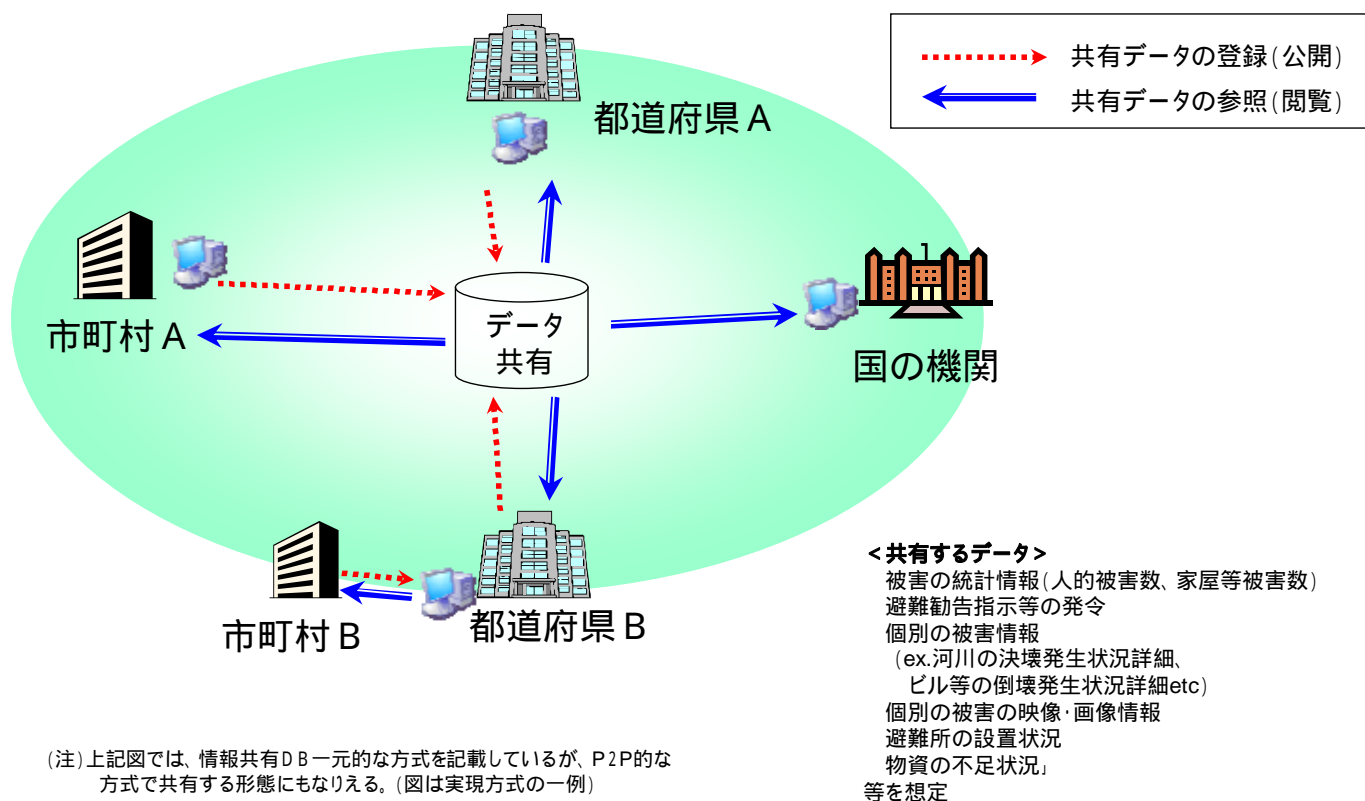 共有データの登録(公開)
共有データの参照(閲覧)
都道府県A
市町村A
データ
共有
国の機関
市町村B
都道府県B
<共有するデータ>
被害の統計情報(人的被害数、家屋等被害数)
避難勧告指示等の発令
個別の被害情報
(ex.河川の決壊発生状況詳細、
ビル等の倒壊発生状況詳細etc)
個別の被害の映像・画像情報
避難所の設置状況
物資の不足状況」
等を想定
(注)上記図では、情報共有DB一元的な方式を記載しているが、P2P的な
方式で共有する形態にもなりえる。(図は実現方式の一例)